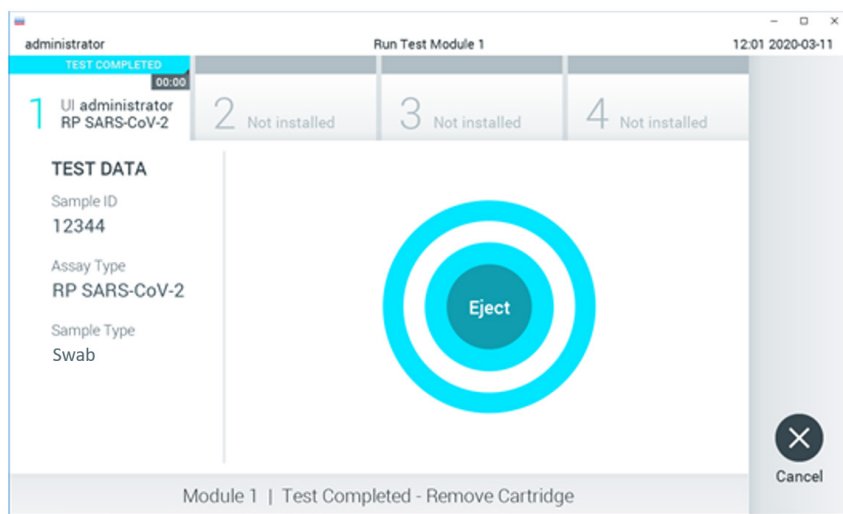 administrator
Run Test Module 1
12:01 2020-03-11
TEST COMPLETED
00:00
1
UI administrator
RP SARS-CoV-2
2 Not installed
3 Not installed
4 Not installed
TEST DATA
Sample ID
12344
Assay Type
RP SARS-CoV-2
Sample Type
Swab
Eject
Cancel
Module 1 | Test Completed - Remove Cartridge